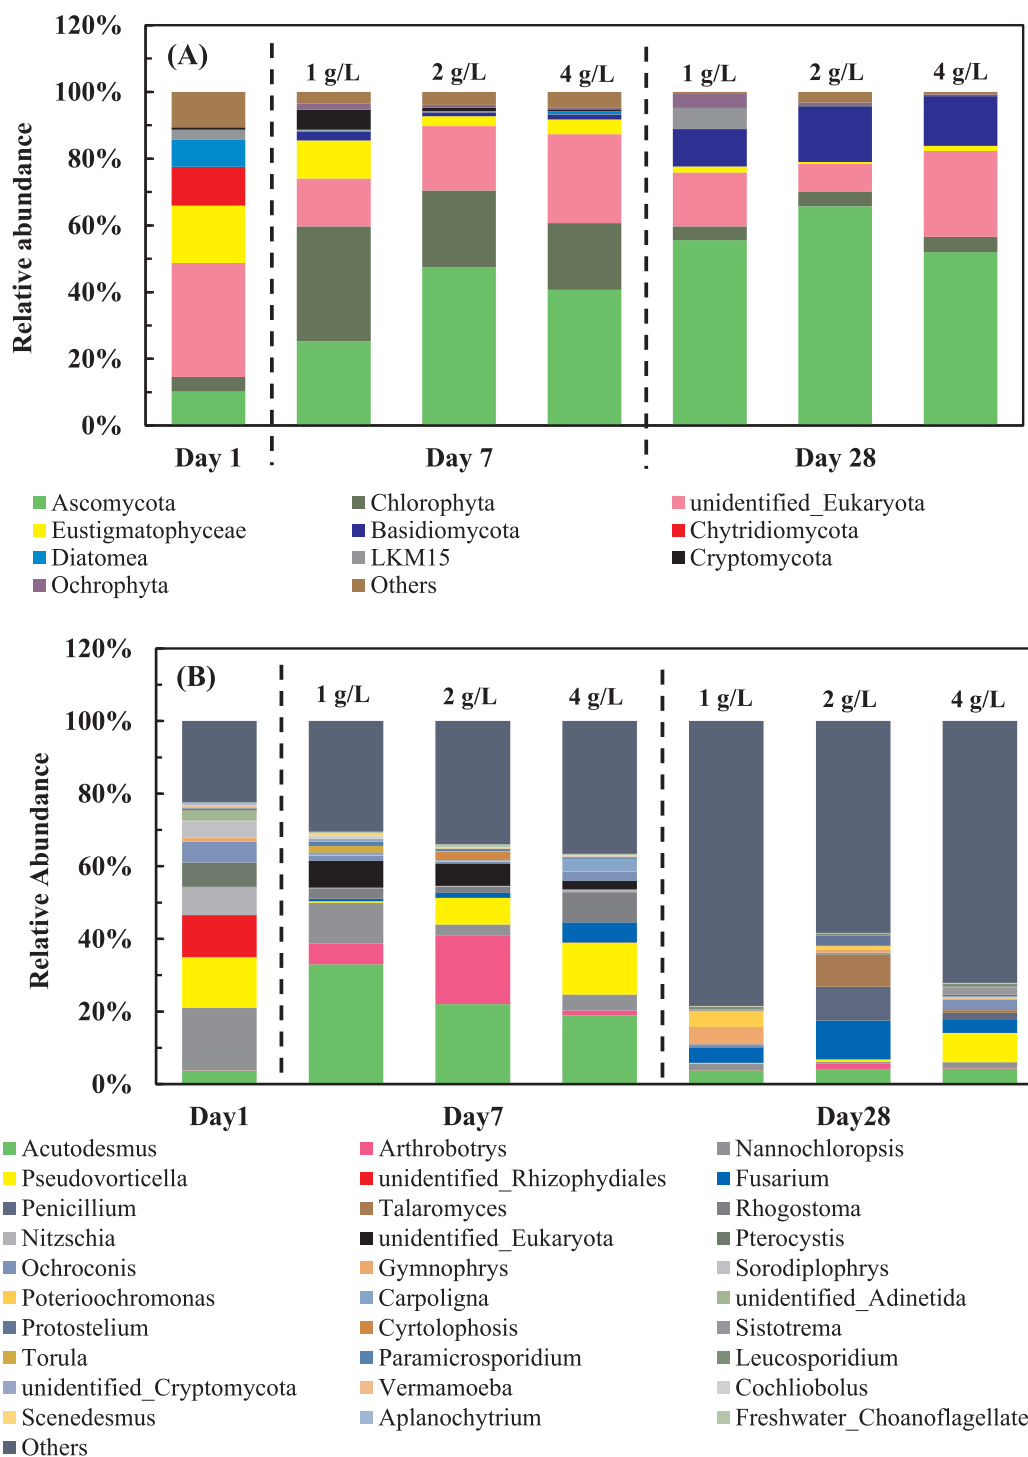 120%
(A)
1 g/L 2 g/L 4 g/L 1 g/L 2 g/L 4 g/L
100%
80%
60%
40%
20%
0%
Relative abundance
Day 1 Day 7 Day 28
Ascomycota Chlorophyta unidentified_Eukaryota
Eustigmatophyceae Basidiomycota Chytridiomycota
Diatomea LKM15 Cryptomycota
Ochrophyta Others
120%
(B)
1 g/L 2 g/L 4 g/L 1 g/L 2 g/L 4 g/L
100%
80%
60%
40%
20%
0%
Relative Abundance
Day1 Day7 Day28
Acutodesmus Arthrobotrys Nannochloropsis
Pseudovorticella unidentified_Rhizophydiales Fusarium
Penicillium Talaromyces Rhogostoma
Nitzschia unidentified_Eukaryota Pterocystis
Ochroconis Gymnophrys Sorodiplophrys
Poterioochromonas Carpoligna unidentified_Adinetida
Protostelium Cyrtolophosis Sistotrema
Torula Paramicrosporidium Leucosporidium
unidentified_Cryptomycota Vermamoeba Cochliobolus
Scenedesmus Aplanochytrium Freshwater_Choanoflagellate
Others